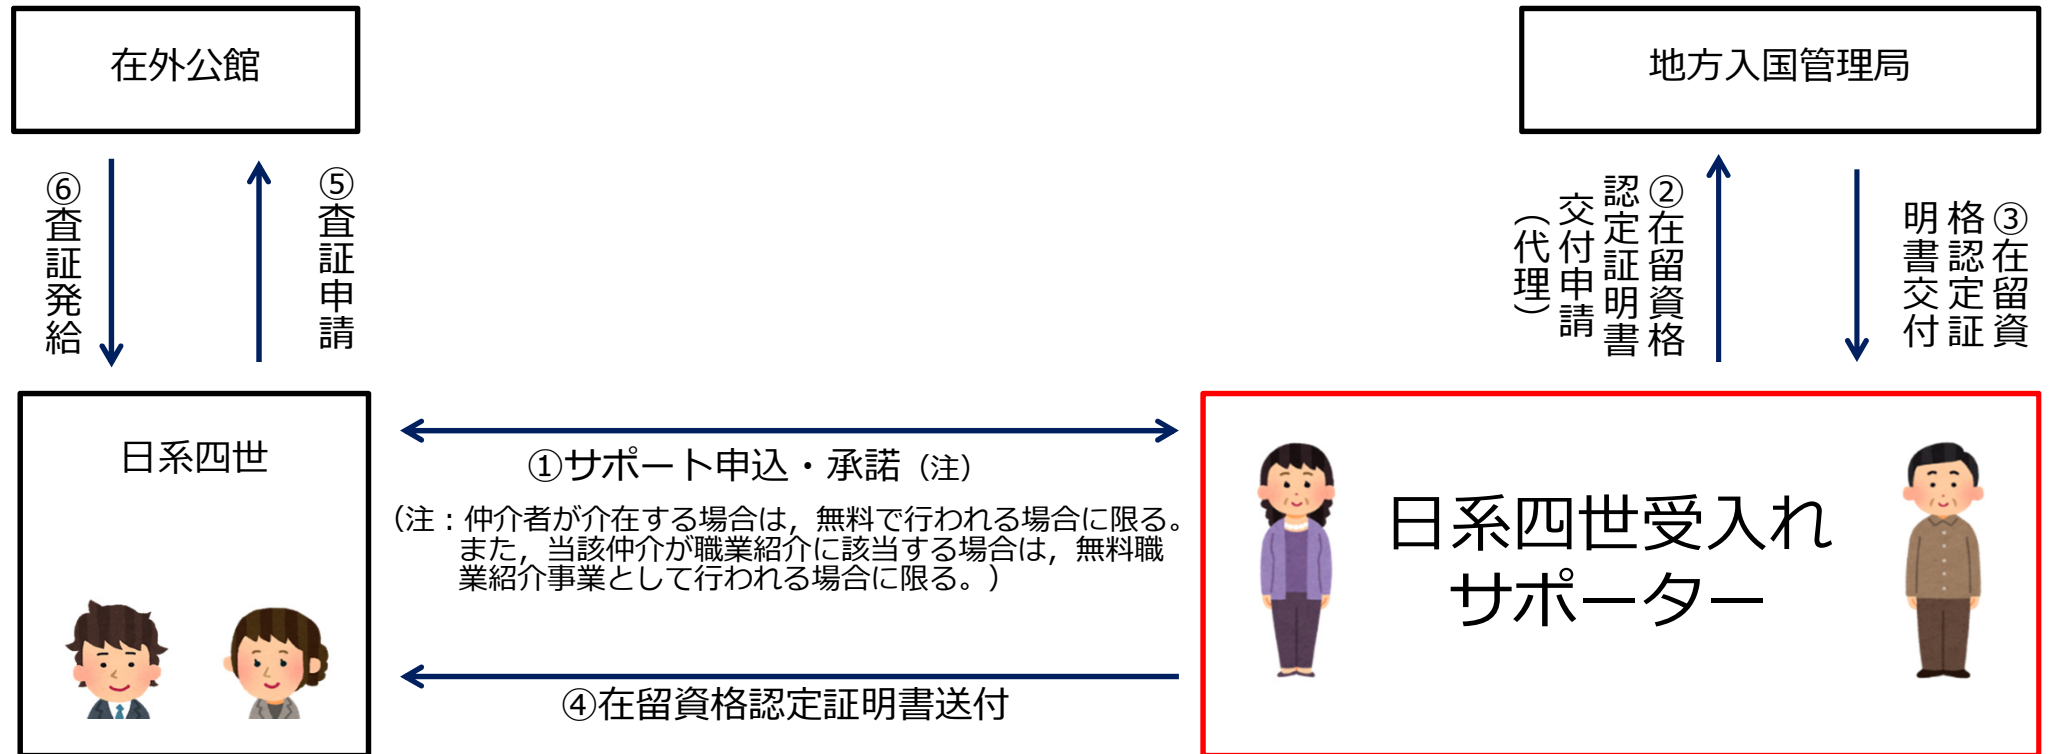 在外公館
地方入国管理局
⑥査証発給
⑤査証申請
②在留資格
認定証明書
交付申請
（代理）
③在留資
格認定証
明書交付
日系四世
①サポート申込・承諾（注）
（注：仲介者が介在する場合は，無料で行われる場合に限る。
また，当該仲介が職業紹介に該当する場合は，無料職
業紹介事業として行われる場合に限る。）
④在留資格認定証明書送付
日系四世受入れ
サポーター